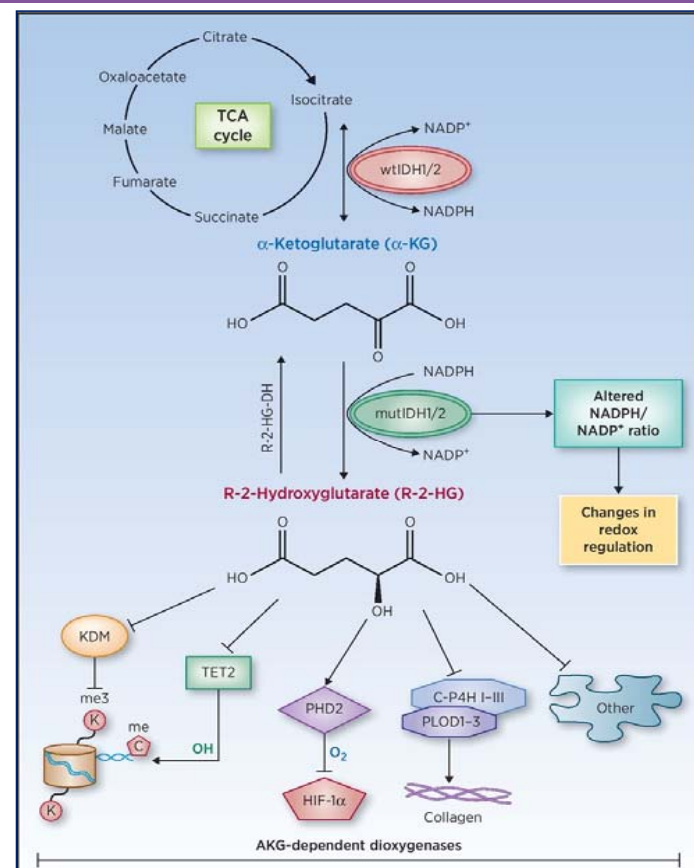 Citrate
Oxaloacetate
Isocitrate
TCA
cycle
Malate
NADP⁺
wtIDH1/2
Fumarate
Succinate
NADPH
α-Ketoglutarate (α-KG)
O
O
HO
OH
O
NADPH
R-2-HG-DH
mutIDH1/2
Altered
NADPH/
NADP⁺ ratio
NADP⁺
R-2-Hydroxyglutarate (R-2-HG)
Changes in
redox
regulation
O
O
HO
OH
OH
KDM
TET2
PHD2
C-P4H I–III
PLOD1–3
Other
me3
K
me
C
OH
O₂
K
HIF-1α
Collagen
AKG-dependent dioxygenases